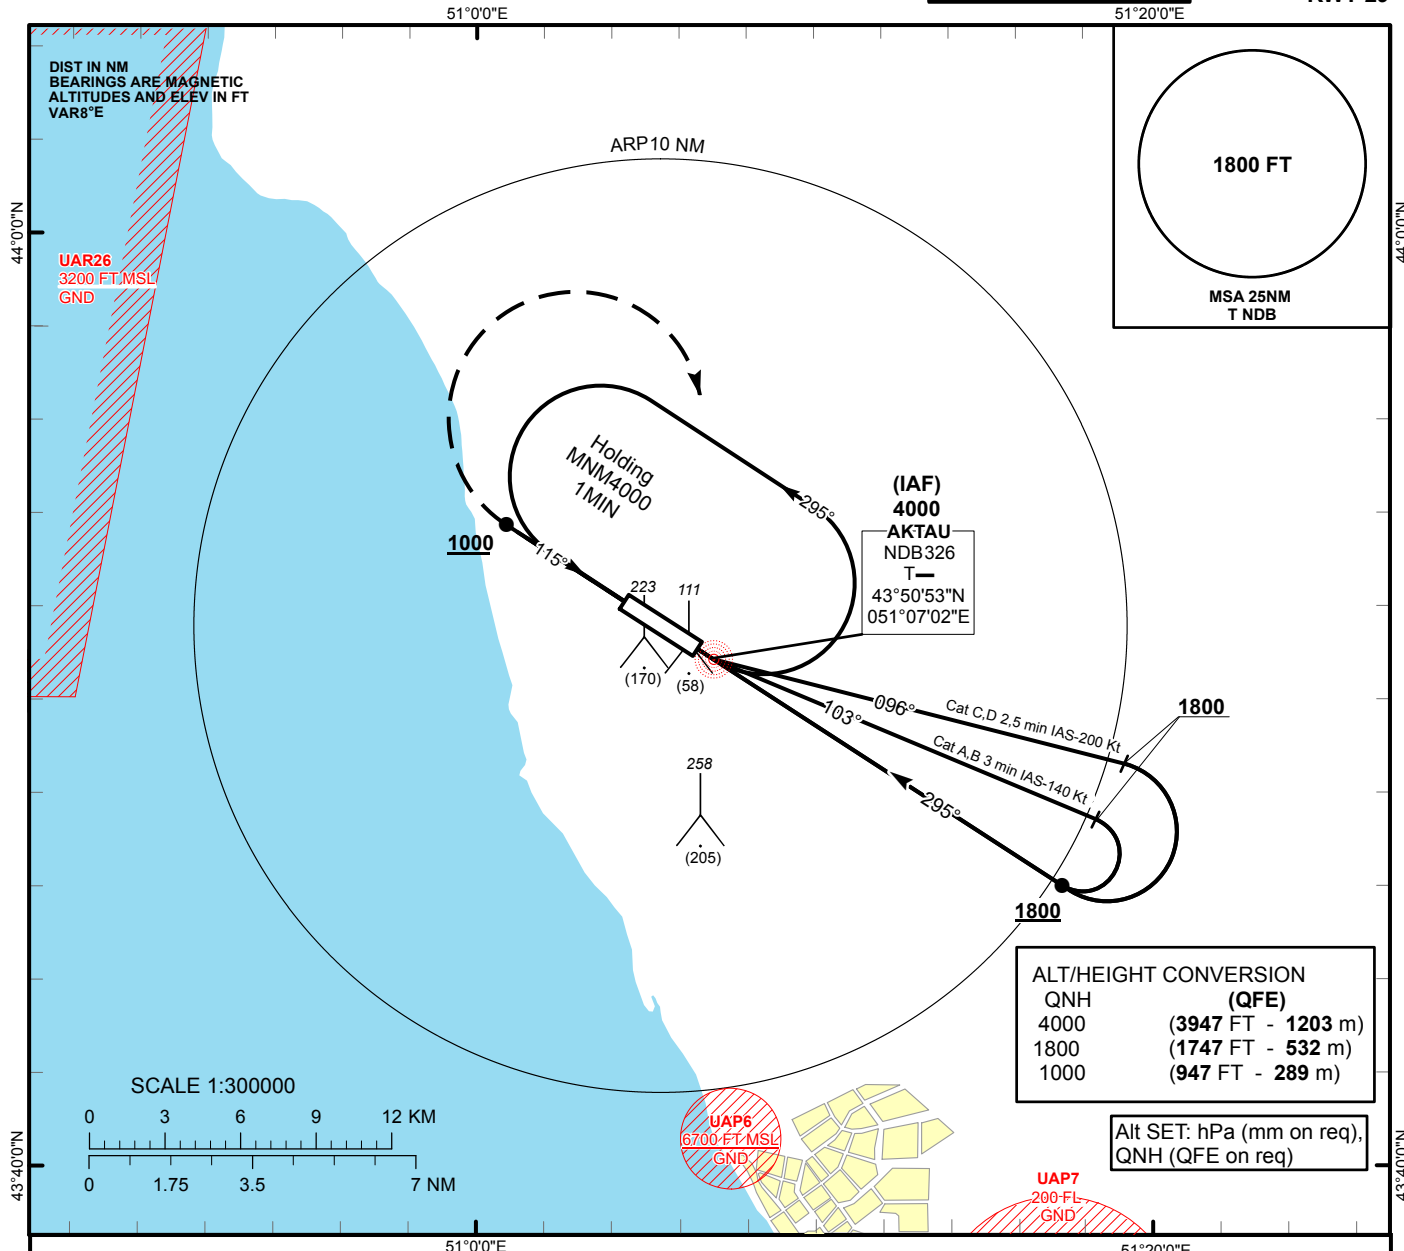 51°0'0"E
51°20'0"E
DIST IN NM
BEARINGS ARE MAGNETIC
ALTITUDES AND ELEV IN FT
VAR8°E
ARP10 NM
1800 FT
MSA 25NM
T NDB
44°0'0"N
44°0'0"N
UAR26
3200 FT MSL
GND
Holding
MNM4000
1MIN
295°
(IAF)
4000
AKTAU
NDB326
T
43°50'53"N
051°07'02"E
1000
115°
223
111
(170)
(58)
096°
Cat C,D 2,5 min IAS-200 Kt
103°
Cat A,B 3 min IAS-140 Kt
1800
295°
258
(205)
1800
ALT/HEIGHT CONVERSION
QNH (QFE)
4000 (3947 FT - 1203 m)
1800 (1747 FT - 532 m)
1000 (947 FT - 289 m)
SCALE 1:300000
0 3 6 9 12 KM
0 1.75 3.5 7 NM
UAP6
6700 FT MSL
GND
Alt SET: hPa (mm on req),
QNH (QFE on req)
UAP7
200 FL
GND
43°40'0"N
43°40'0"N
51°0'0"E
51°20'0"E